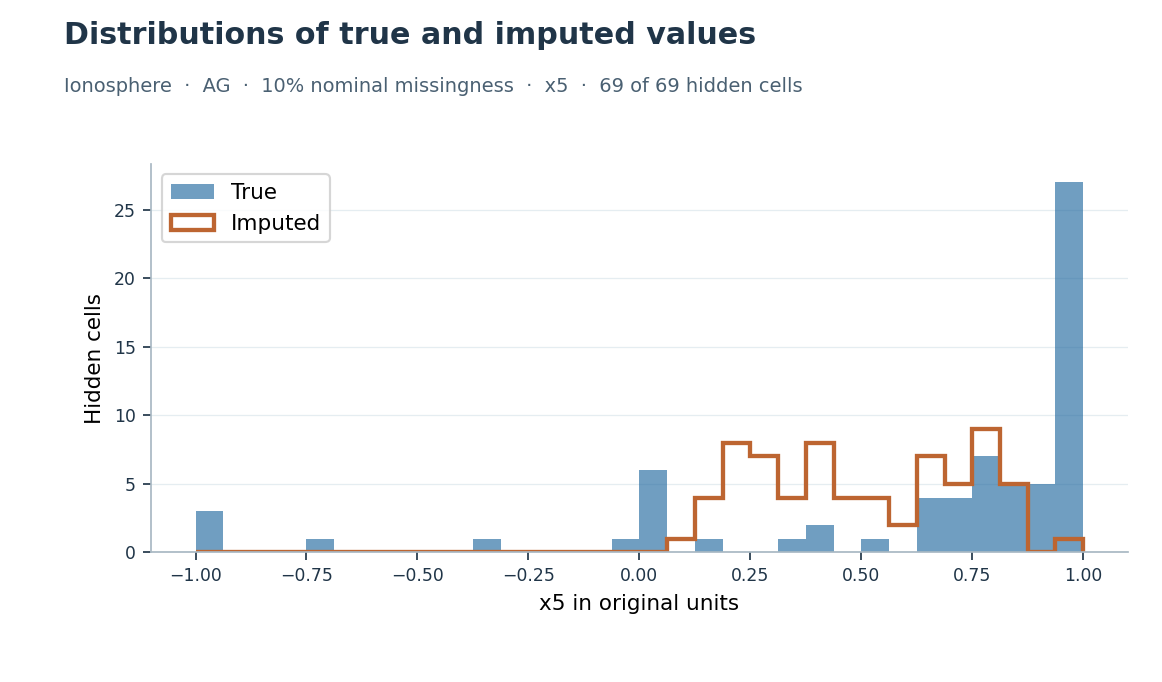 Distributions of true and imputed values
Ionosphere · AG · 10% nominal missingness · x5 · 69 of 69 hidden cells
True
Imputed
Hidden cells
25
20
15
10
5
0
−1.00 −0.75 −0.50 −0.25 0.00 0.25 0.50 0.75 1.00
x5 in original units